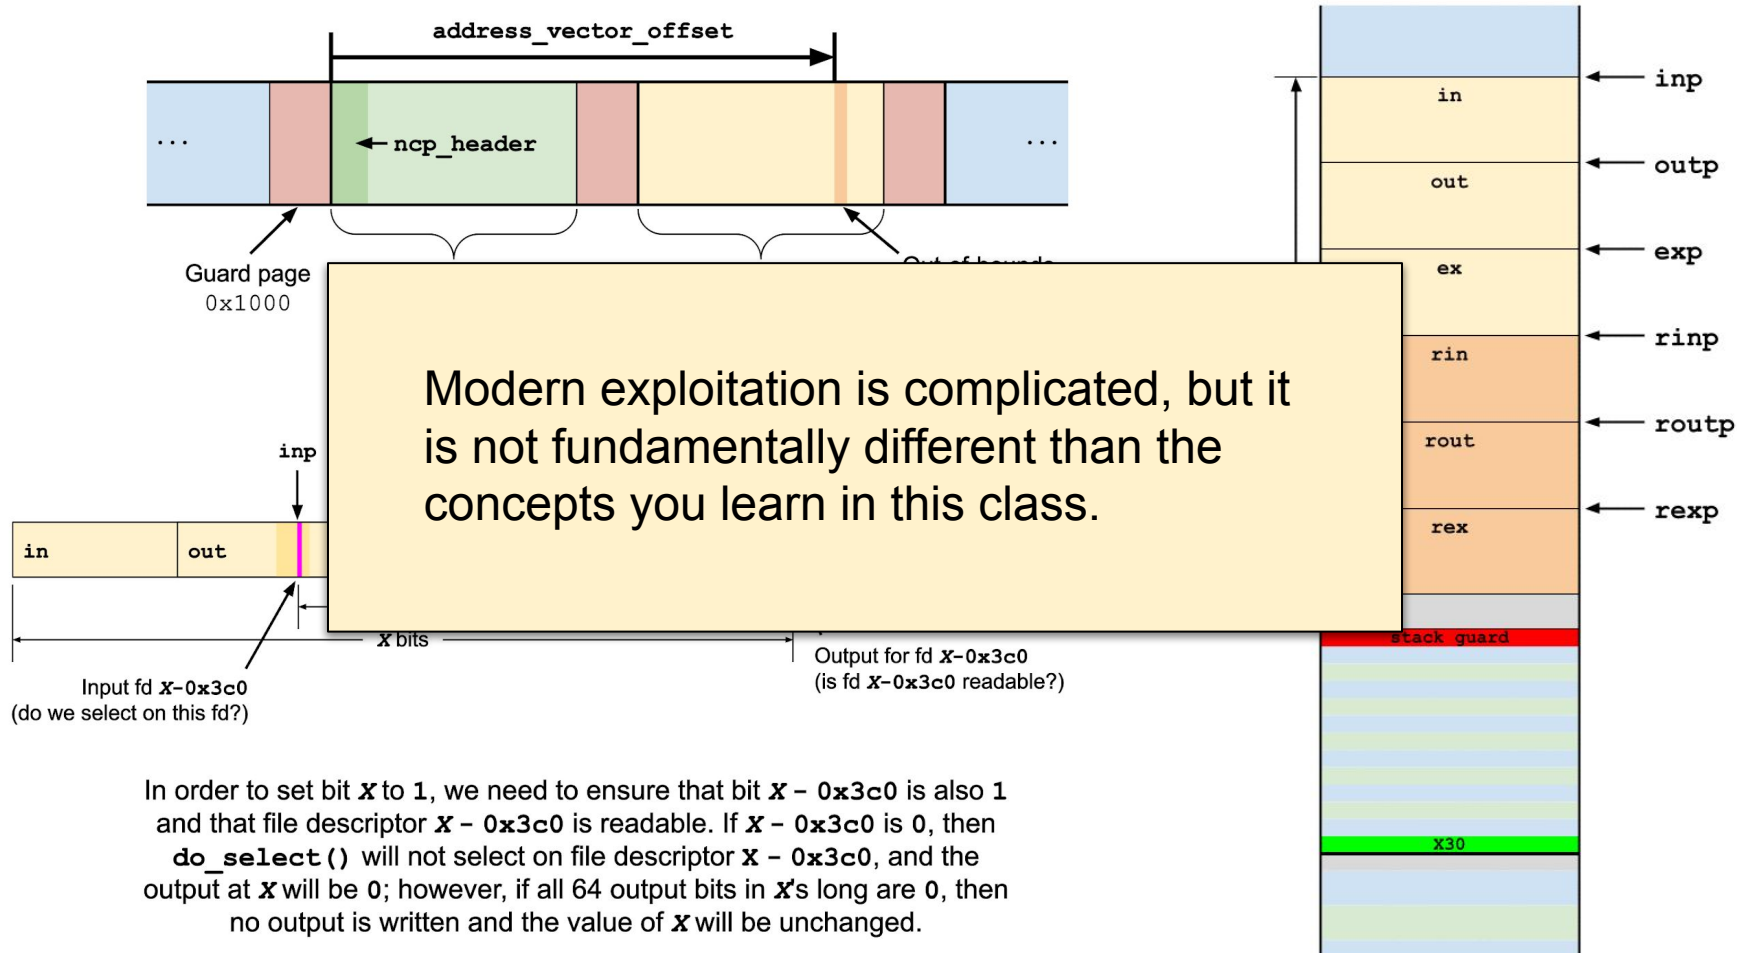 address_vector_offset
...
ncp_header
...
Guard page
0x1000
Out of bounds
Modern exploitation is complicated, but it
is not fundamentally different than the
concepts you learn in this class.
inp
in
out
X bits
Input fd X-0x3c0
(do we select on this fd?)
Output for fd X-0x3c0
(is fd X-0x3c0 readable?)
In order to set bit X to 1, we need to ensure that bit X - 0x3c0 is also 1
and that file descriptor X - 0x3c0 is readable. If X - 0x3c0 is 0, then
do_select() will not select on file descriptor X - 0x3c0, and the
output at X will be 0; however, if all 64 output bits in X's long are 0, then
no output is written and the value of X will be unchanged.
in
inp
out
outp
ex
exp
rin
rinp
rout
routp
rex
rexp
stack guard
X30